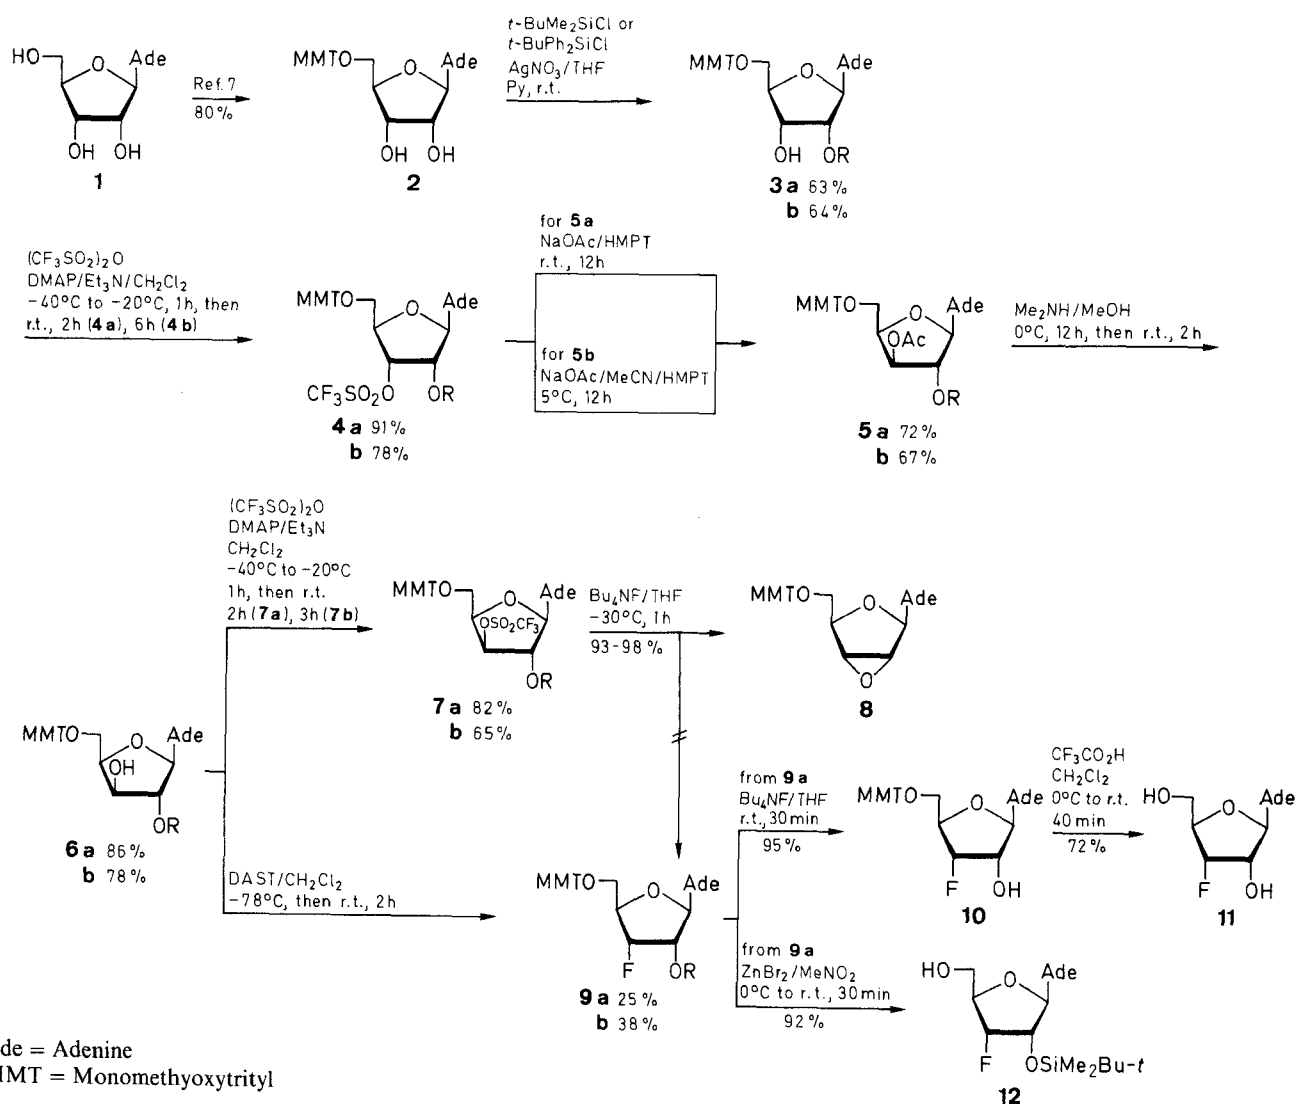 HO
Ade
OH OH
1
Ref. 7
80%
MMTO
Ade
OH OH
2
t-BuMe₂SiCl or
t-BuPh₂SiCl
AgNO₃/THF
Py, r.t.
MMTO
Ade
OH OR
3a 63%
b 64%
(CF₃SO₂)₂O
DMAP/Et₃N/CH₂Cl₂
-40°C to -20°C, 1h, then
r.t., 2h (4a), 6h (4b)
MMTO
Ade
CF₃SO₂O OR
4a 91%
b 78%
for 5a
NaOAc/HMPT
r.t., 12h
for 5b
NaOAc/MeCN/HMPT
5°C, 12h
MMTO
Ade
OAc
OR
5a 72%
b 67%
Me₂NH/MeOH
0°C, 12h, then r.t., 2h
(CF₃SO₂)₂O
DMAP/Et₃N
CH₂Cl₂
-40°C to -20°C
1h, then r.t.
2h (7a), 3h (7b)
MMTO
Ade
OSO₂CF₃
OR
7a 82%
b 65%
Bu₄NF/THF
-30°C, 1h
93-98%
MMTO
Ade
O
8
MMTO
Ade
OH
OR
6a 86%
b 78%
DAST/CH₂Cl₂
-78°C, then r.t., 2h
MMTO
Ade
F OR
9a 25%
b 38%
from 9a
Bu₄NF/THF
r.t., 30min
95%
MMTO
Ade
F OH
10
CF₃CO₂H
CH₂Cl₂
0°C to r.t.
40 min
72%
HO
Ade
F OH
11
from 9a
ZnBr₂/MeNO₂
0°C to r.t., 30min
92%
HO
Ade
F OSiMe₂Bu-t
12
de = Adenine
IMT = Monomethyoxytrityl